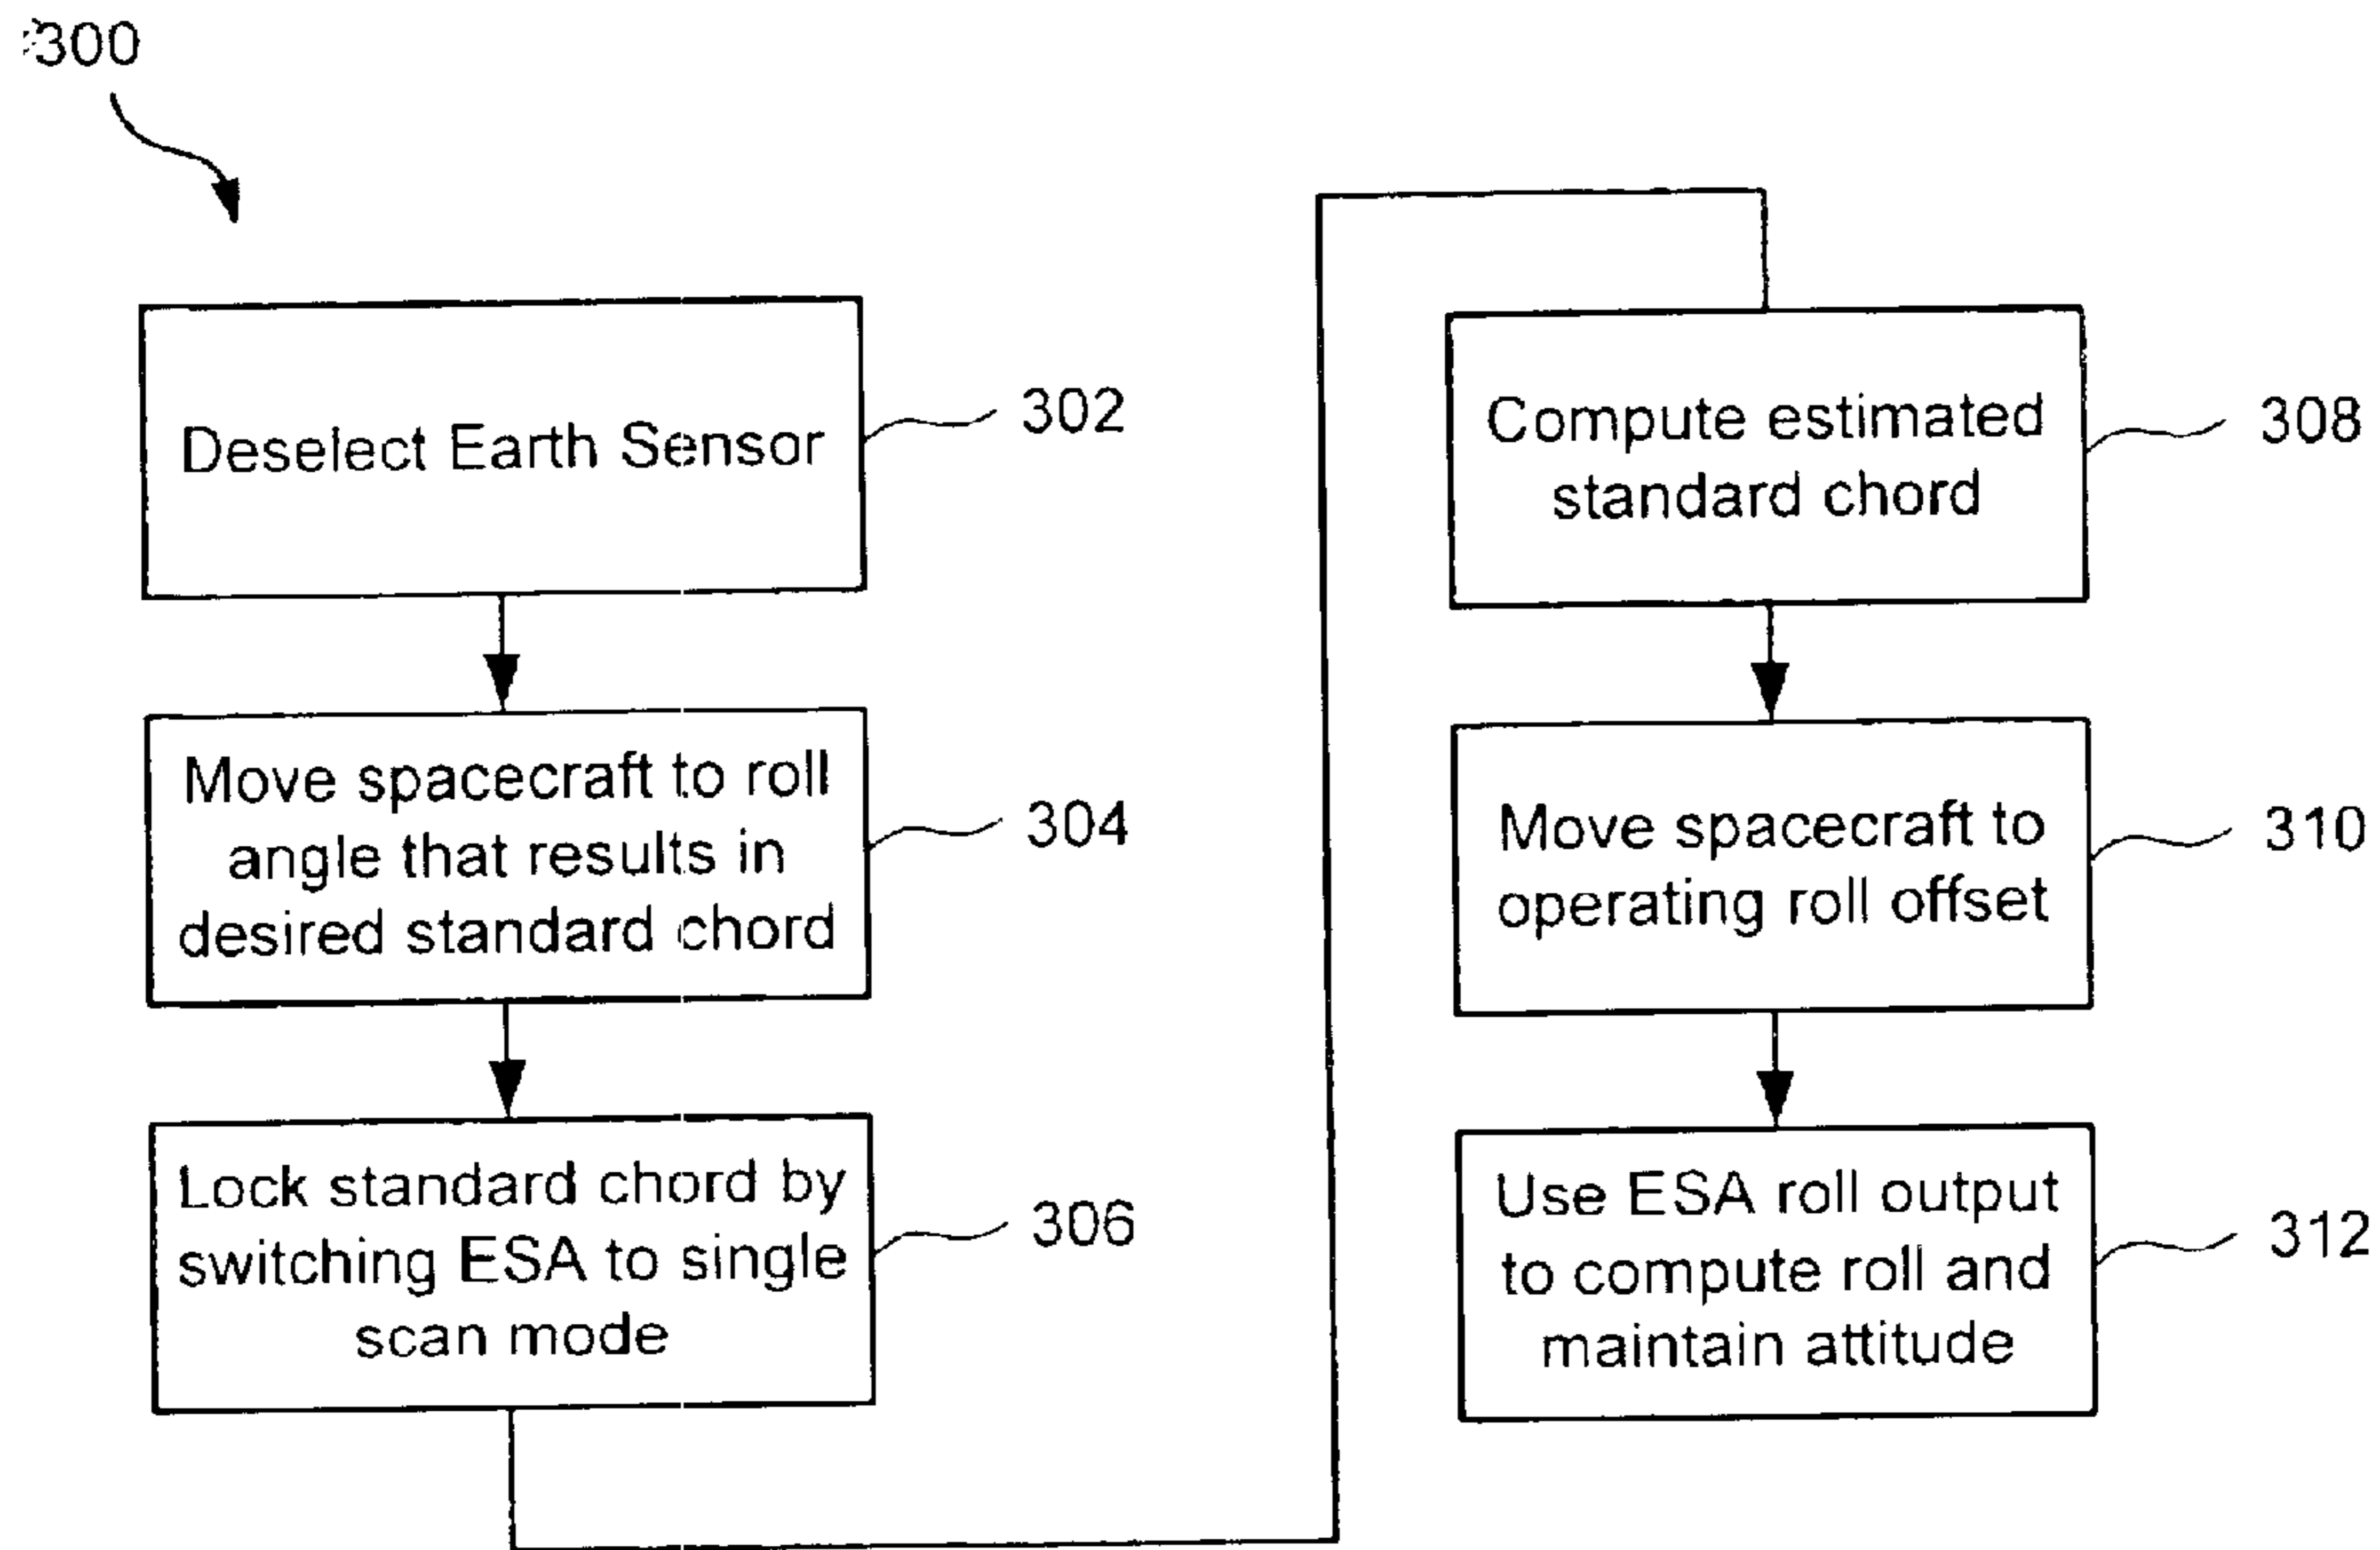 300
Deselect Earth Sensor
302
Move spacecraft to roll
angle that results in
desired standard chord
304
Lock standard chord by
switching ESA to single
scan mode
306
Compute estimated
standard chord
308
Move spacecraft to
operating roll offset
310
Use ESA roll output
to compute roll and
maintain attitude
312